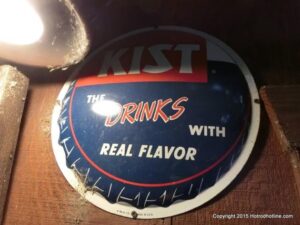 KIST
THE
DRINKS
WITH
REAL FLAVOR
Copyright 2015 Hotrodhotline.com